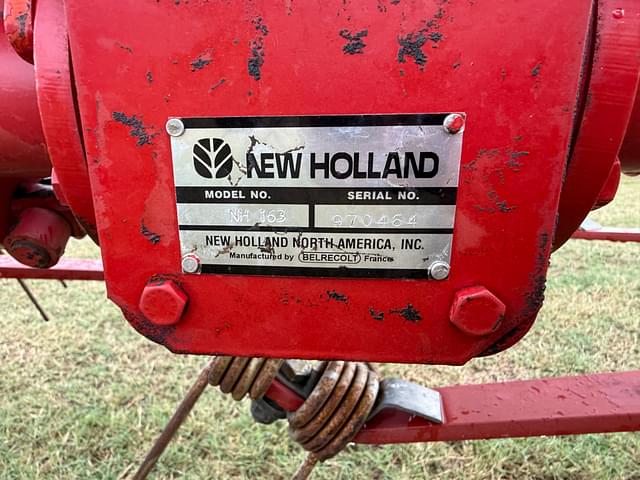 NEW HOLLAND
MODEL NO. SERIAL NO.
NH 163 970464
NEW HOLLAND NORTH AMERICA, INC.
Manufactured by BELRECOLT France